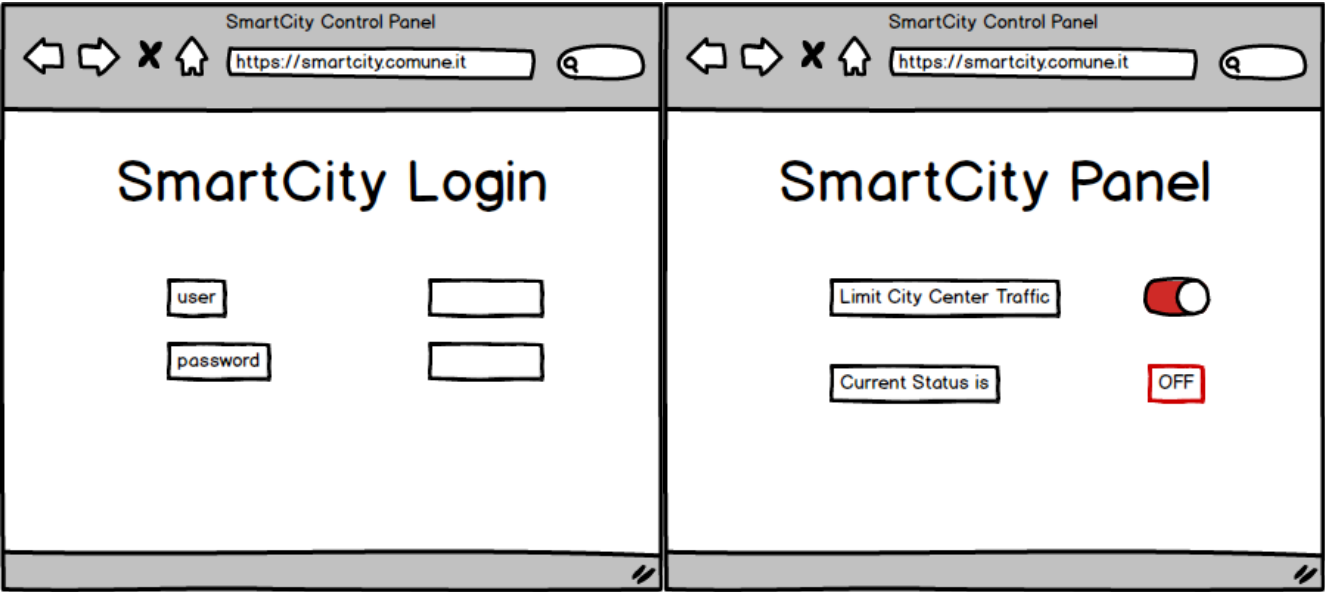 SmartCity Control Panel
https://smartcity.comune.it
SmartCity Login
user
password
SmartCity Control Panel
https://smartcity.comune.it
SmartCity Panel
Limit City Center Traffic
Current Status is
OFF